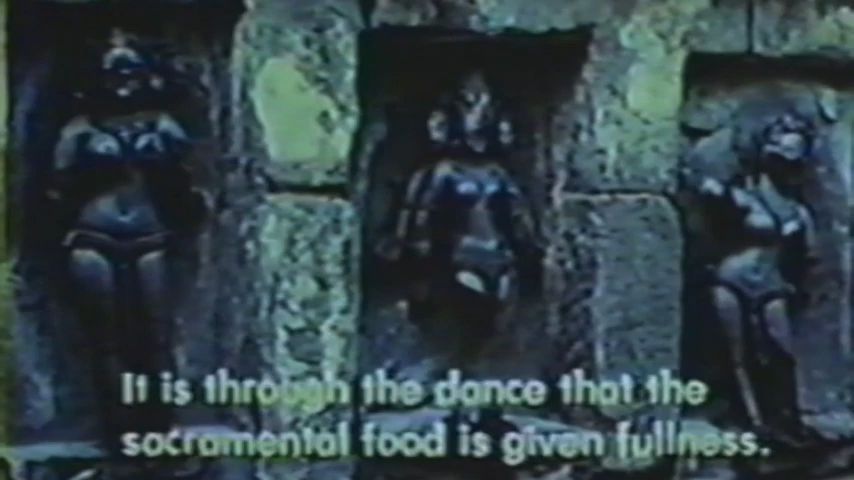 It is through the dance that the
sacramental food is given fullness.